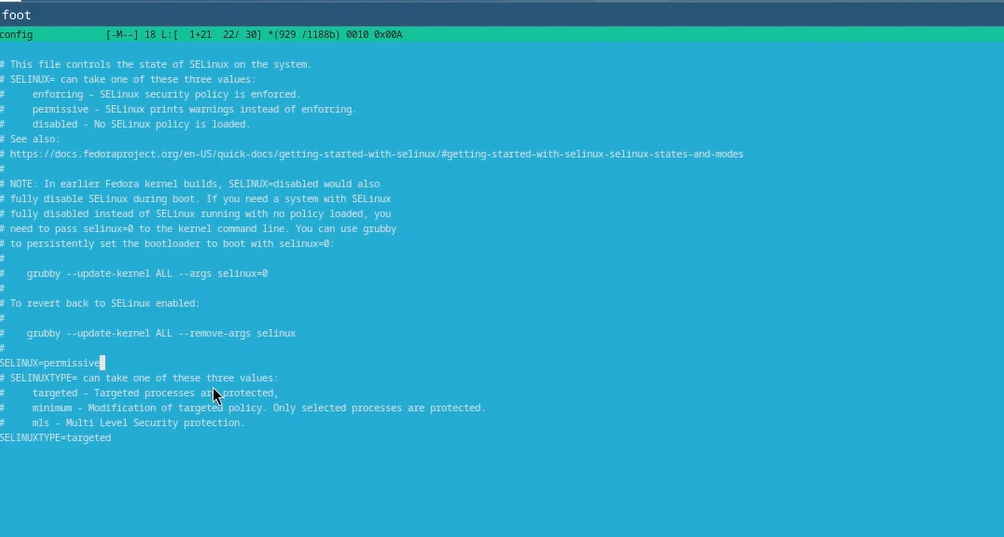 foot
config [-M--] 18 L:[ 1+21 22/ 30] *(929 /1188b) 0010 0x00A
# This file controls the state of SELinux on the system.
# SELINUX= can take one of these three values:
#     enforcing - SELinux security policy is enforced.
#     permissive - SELinux prints warnings instead of enforcing.
#     disabled - No SELinux policy is loaded.
# See also:
# https://docs.fedoraproject.org/en-US/quick-docs/getting-started-with-selinux/#getting-started-with-selinux-selinux-states-and-modes
#
# NOTE: In earlier Fedora kernel builds, SELINUX=disabled would also
# fully disable SELinux during boot. If you need a system with SELinux
# fully disabled instead of SELinux running with no policy loaded, you
# need to pass selinux=0 to the kernel command line. You can use grubby
# to persistently set the bootloader to boot with selinux=0:
#
#    grubby --update-kernel ALL --args selinux=0
#
# To revert back to SELinux enabled:
#
#    grubby --update-kernel ALL --remove-args selinux
#
SELINUX=permissive
# SELINUXTYPE= can take one of these three values:
#     targeted - Targeted processes are protected,
#     minimum - Modification of targeted policy. Only selected processes are protected.
#     mls - Multi Level Security protection.
SELINUXTYPE=targeted